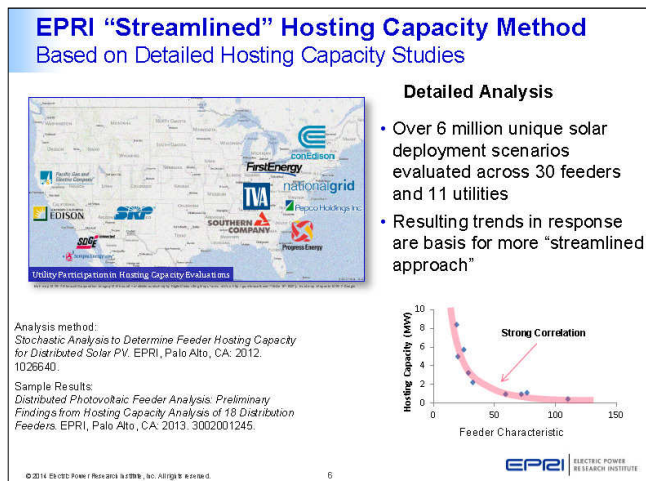 EPRI “Streamlined” Hosting Capacity Method
Based on Detailed Hosting Capacity Studies
Detailed Analysis
• Over 6 million unique solar
deployment scenarios
evaluated across 30 feeders
and 11 utilities
• Resulting trends in response
are basis for more “streamlined
approach”
conEdison
FirstEnergy
Pacific Gas and
Electric Company
nationalgrid
TVA
Pepco Holdings Inc
EDISON
SRP
SOUTHERN
COMPANY
SDGE
Progress Energy
Utility Participation in Hosting Capacity Evaluations
Analysis method:
Stochastic Analysis to Determine Feeder Hosting Capacity
for Distributed Solar PV. EPRI, Palo Alto, CA: 2012.
1026640.
Sample Results:
Distributed Photovoltaic Feeder Analysis: Preliminary
Findings from Hosting Capacity Analysis of 18 Distribution
Feeders. EPRI, Palo Alto, CA: 2013. 3002001245.
Hosting Capacity (MW)
10
8
6
4
2
0
Strong Correlation
0 50 100 150
Feeder Characteristic
© 2014 Electric Power Research Institute, Inc. All rights reserved.
6
EPRI
ELECTRIC POWER
RESEARCH INSTITUTE